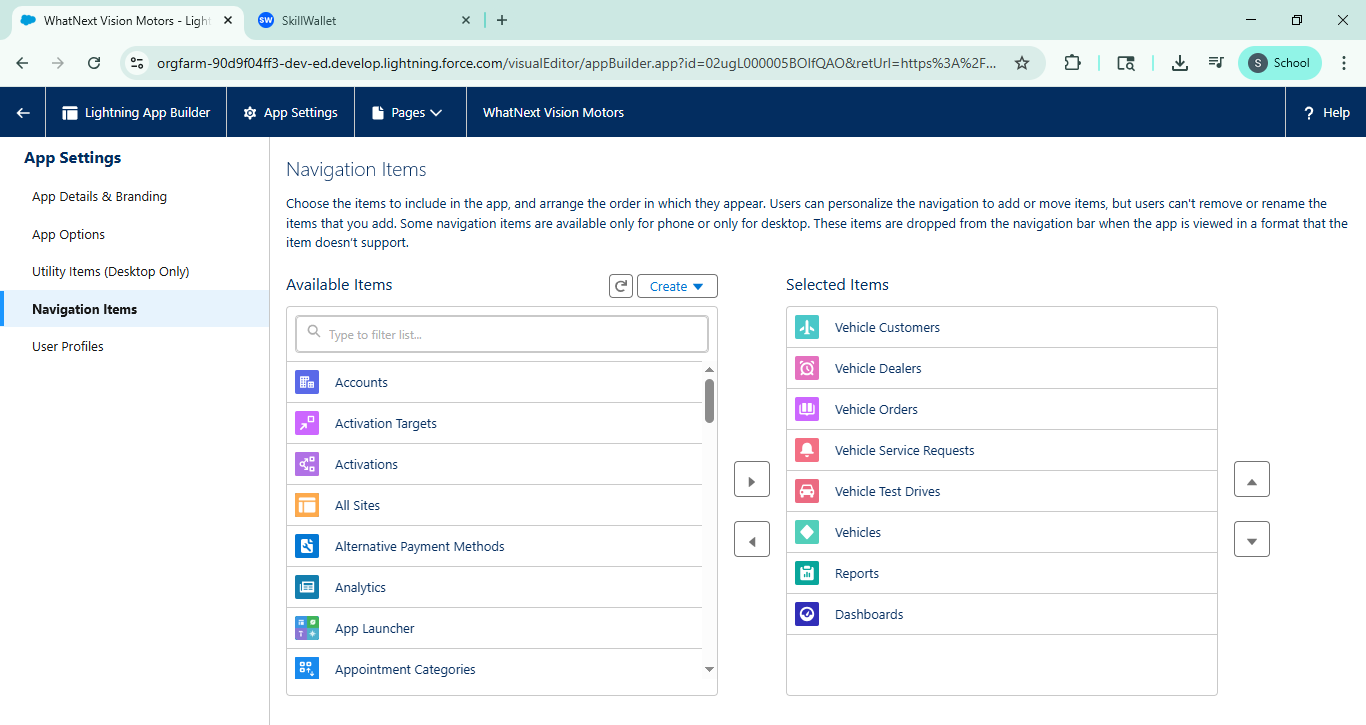 WhatNext Vision Motors - Light
SW SkillWallet
orgfarm-90d9f04ff3-dev-ed.develop.lightning.force.com/visualEditor/appBuilder.app?id=02ugL000005BOIfQAO&retUrl=https%3A%2F...
S School
Lightning App Builder
App Settings
Pages
WhatNext Vision Motors
? Help
App Settings
App Details & Branding
App Options
Utility Items (Desktop Only)
Navigation Items
User Profiles
Navigation Items
Choose the items to include in the app, and arrange the order in which they appear. Users can personalize the navigation to add or move items, but users can't remove or rename the
items that you add. Some navigation items are available only for phone or only for desktop. These items are dropped from the navigation bar when the app is viewed in a format that the
item doesn't support.
Available Items
Create
Type to filter list...
Accounts
Activation Targets
Activations
All Sites
Alternative Payment Methods
Analytics
App Launcher
Appointment Categories
Selected Items
Vehicle Customers
Vehicle Dealers
Vehicle Orders
Vehicle Service Requests
Vehicle Test Drives
Vehicles
Reports
Dashboards